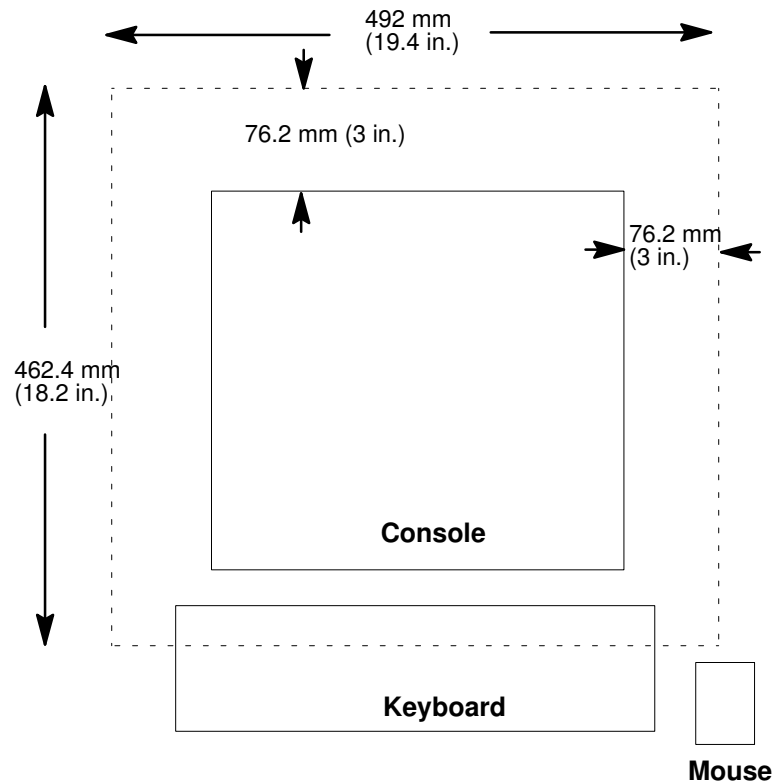 492 mm
(19.4 in.)
76.2 mm (3 in.)
76.2 mm
(3 in.)
462.4 mm
(18.2 in.)
Console
Keyboard
Mouse